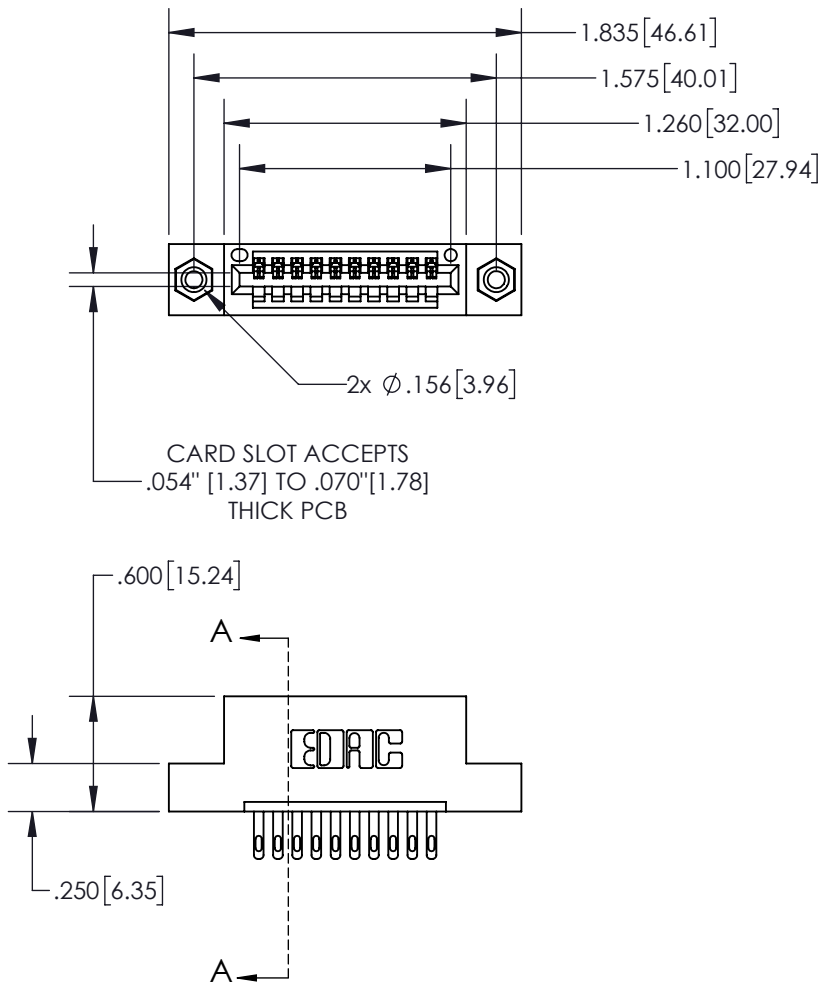 1.835[46.61]
1.575[40.01]
1.260[32.00]
1.100[27.94]
2x ∅.156[3.96]
CARD SLOT ACCEPTS
.054" [1.37] TO .070"[1.78]
THICK PCB
.600[15.24]
A
EDAC
.250[6.35]
A